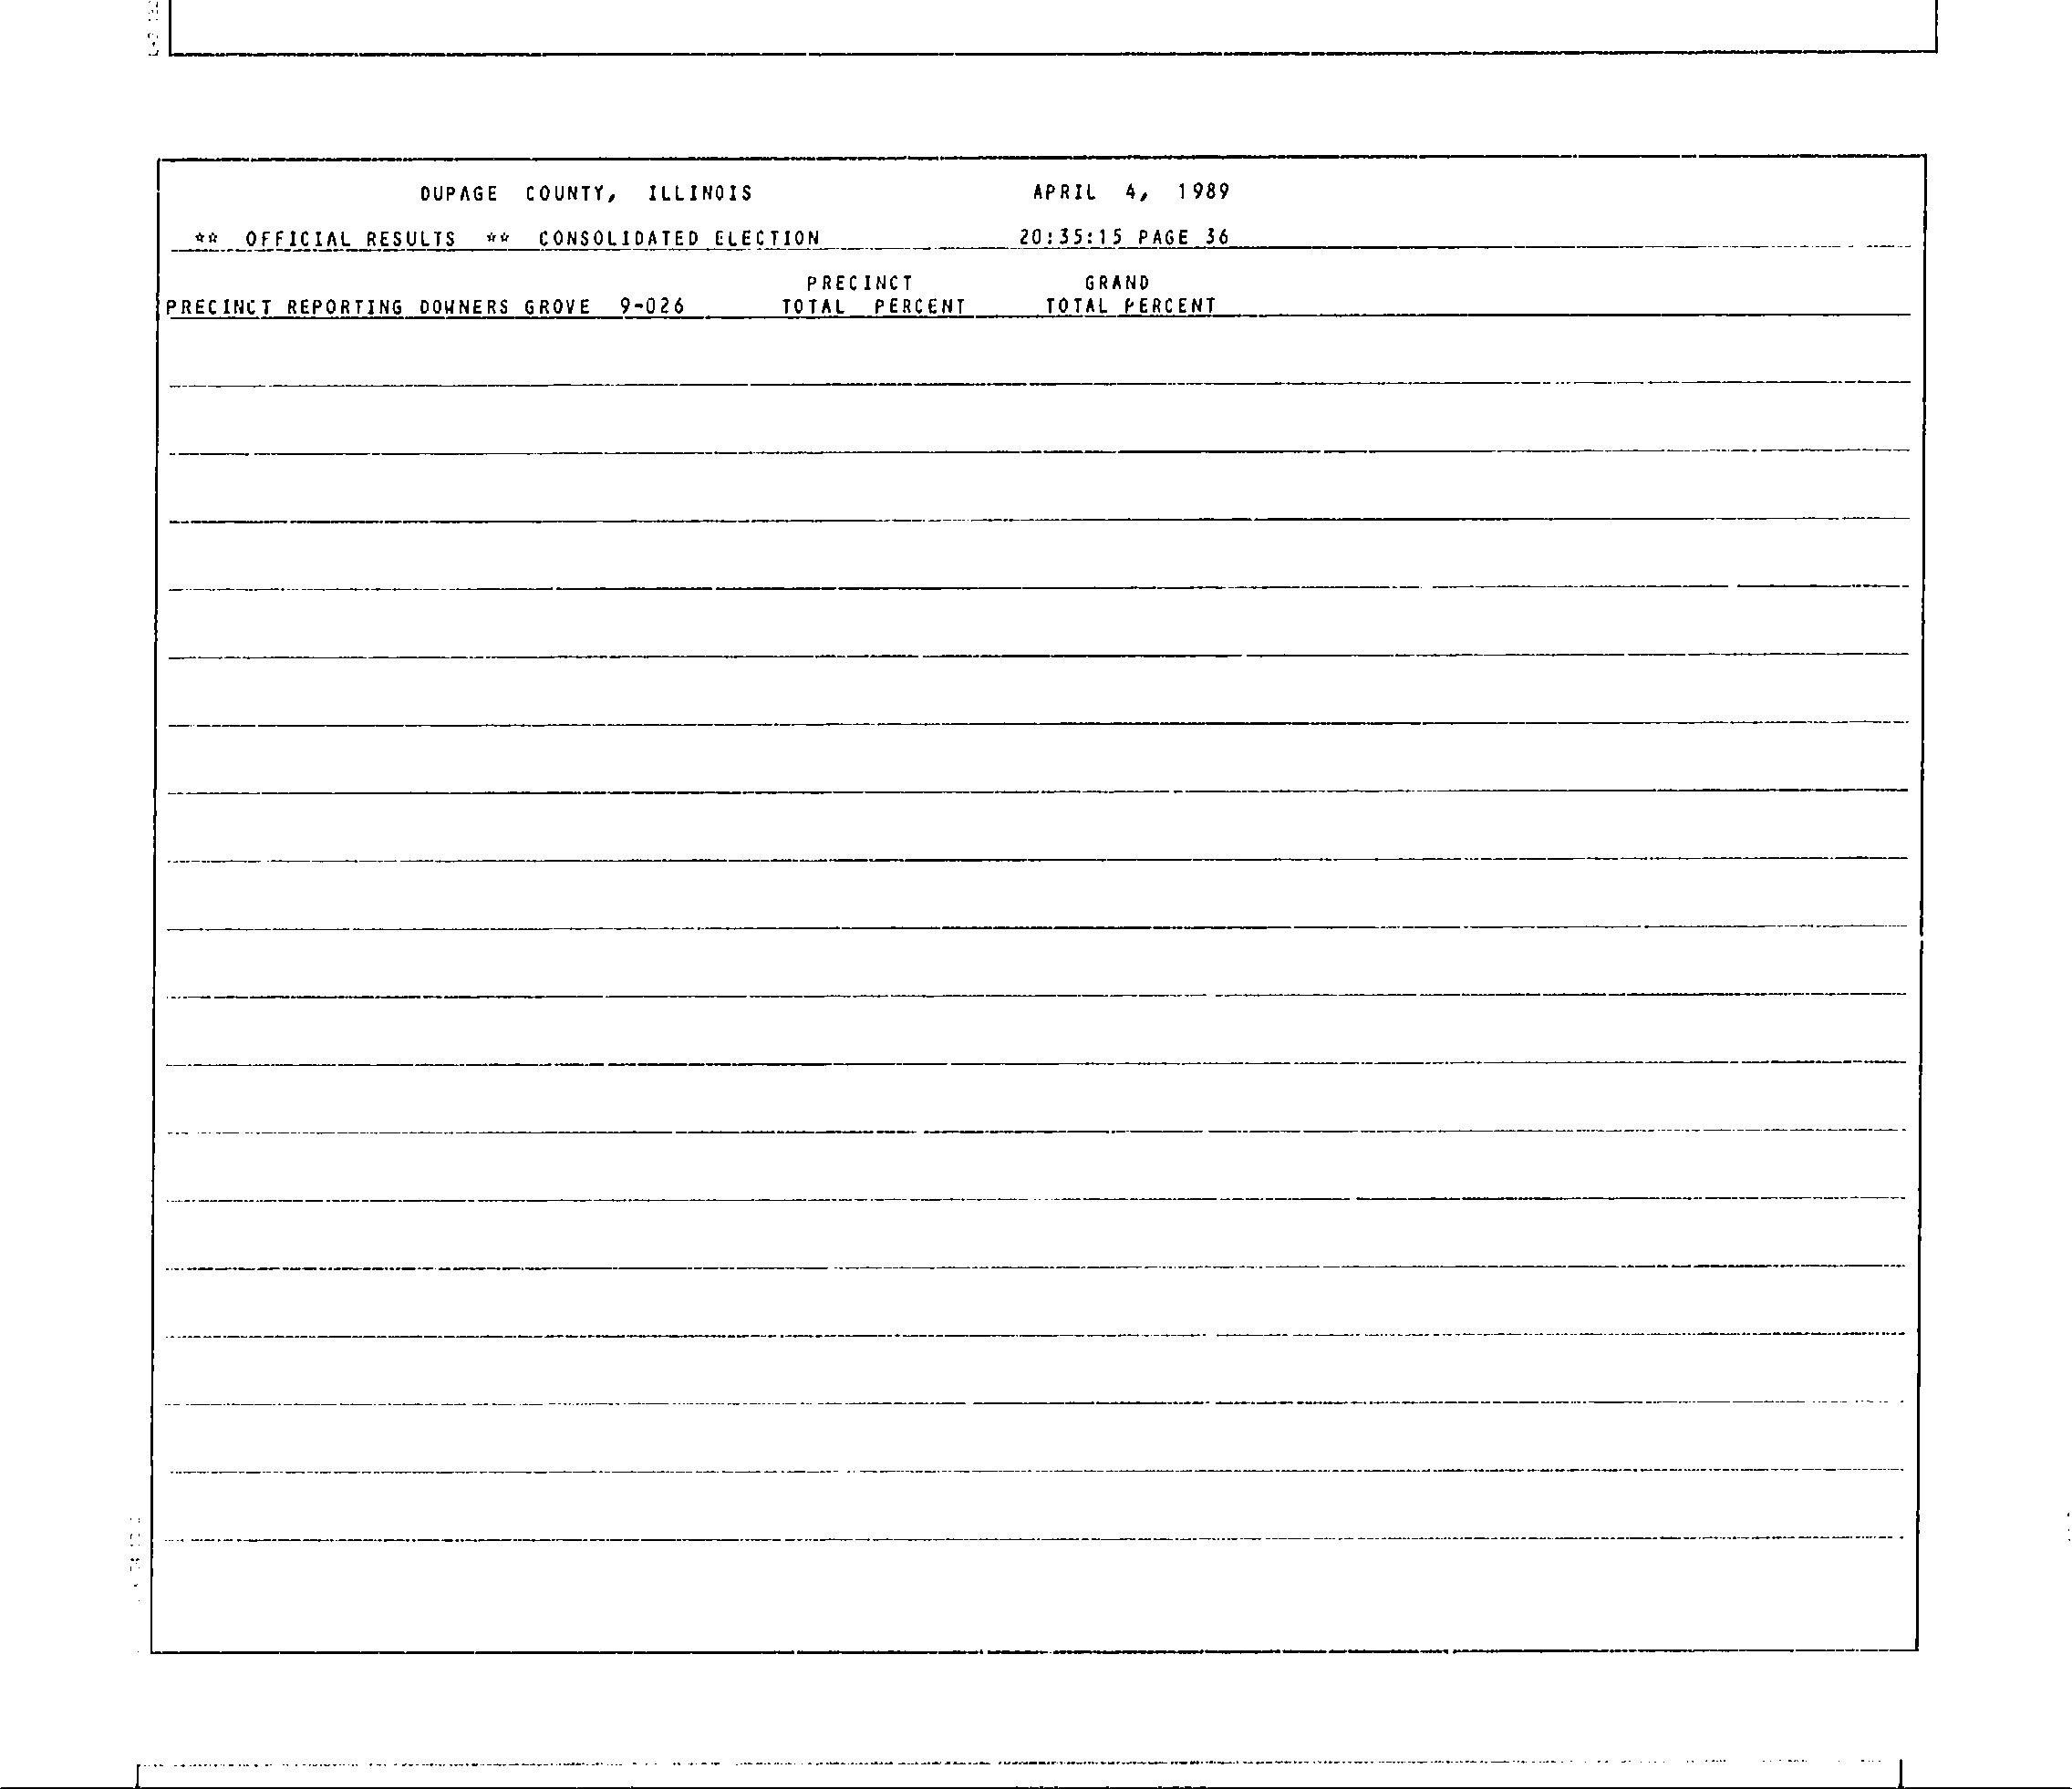 DUPAGE COUNTY, ILLINOIS APRIL 4, 1989
** OFFICIAL RESULTS ** CONSOLIDATED ELECTION 20:35:15 PAGE 36
PRECINCT GRAND
PRECINCT REPORTING DOWNERS GROVE 9-026 TOTAL PERCENT TOTAL PERCENT